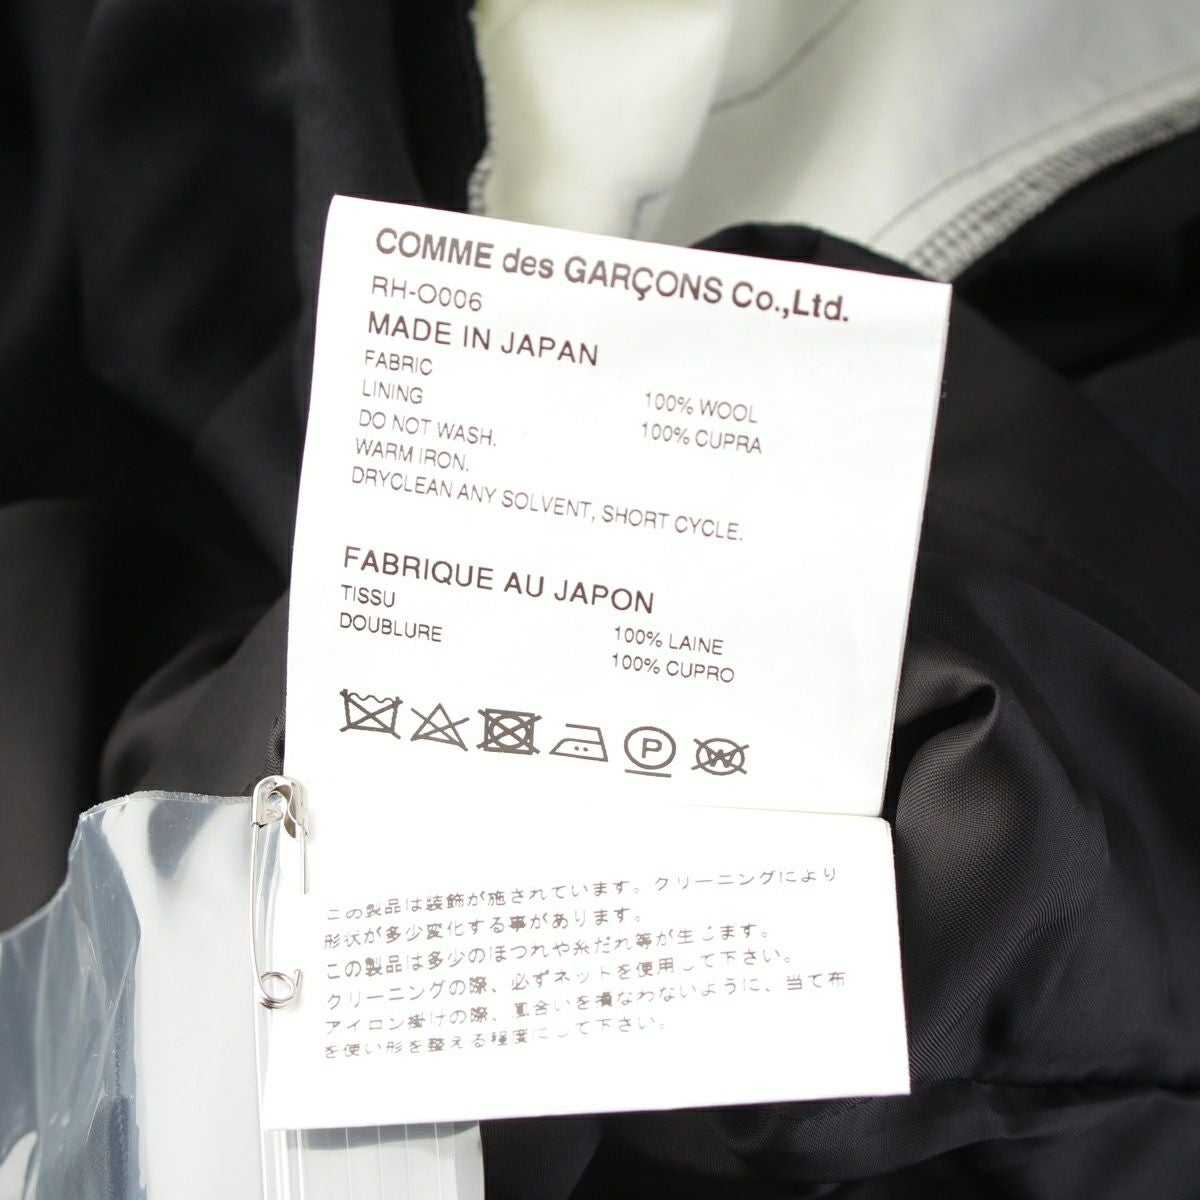 COMME des GARÇONS Co.,Ltd.
RH-O006
MADE IN JAPAN
FABRIC 100% WOOL
LINING 100% CUPRA
DO NOT WASH.
WARM IRON.
DRYCLEAN ANY SOLVENT, SHORT CYCLE.
FABRIQUE AU JAPON
TISSU 100% LAINE
DOUBLURE 100% CUPRO
P
W
この製品は装飾が施されています。クリーニングにより
形状が多少変化する事があります。
この製品は多少のほつれや糸だれ等が生じます。
クリーニングの際、必ずネットを使用して下さい。
アイロン掛けの際、風合いを損なわないように、当て布
を使い形を整える程度にして下さい。